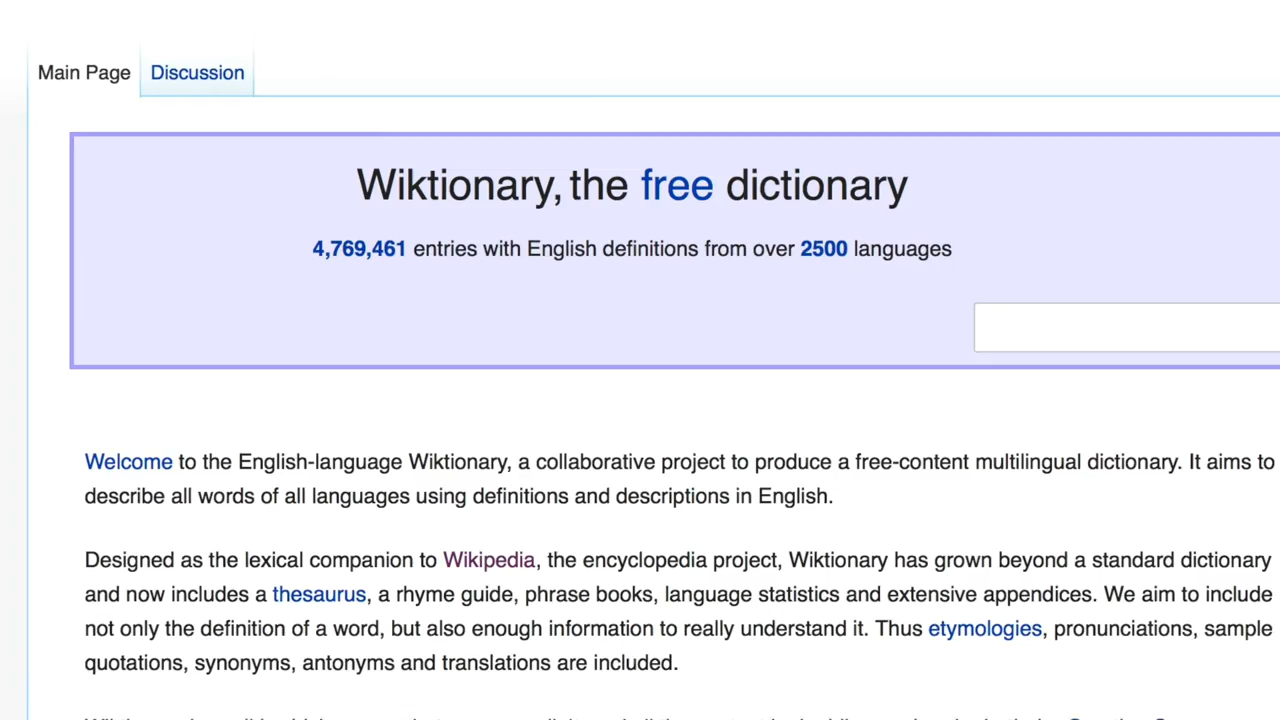 Main Page Discussion
Wiktionary, the free dictionary
4,769,461 entries with English definitions from over 2500 languages
Welcome to the English-language Wiktionary, a collaborative project to produce a free-content multilingual dictionary. It aims to
describe all words of all languages using definitions and descriptions in English.
Designed as the lexical companion to Wikipedia, the encyclopedia project, Wiktionary has grown beyond a standard dictionary
and now includes a thesaurus, a rhyme guide, phrase books, language statistics and extensive appendices. We aim to include
not only the definition of a word, but also enough information to really understand it. Thus etymologies, pronunciations, sample
quotations, synonyms, antonyms and translations are included.